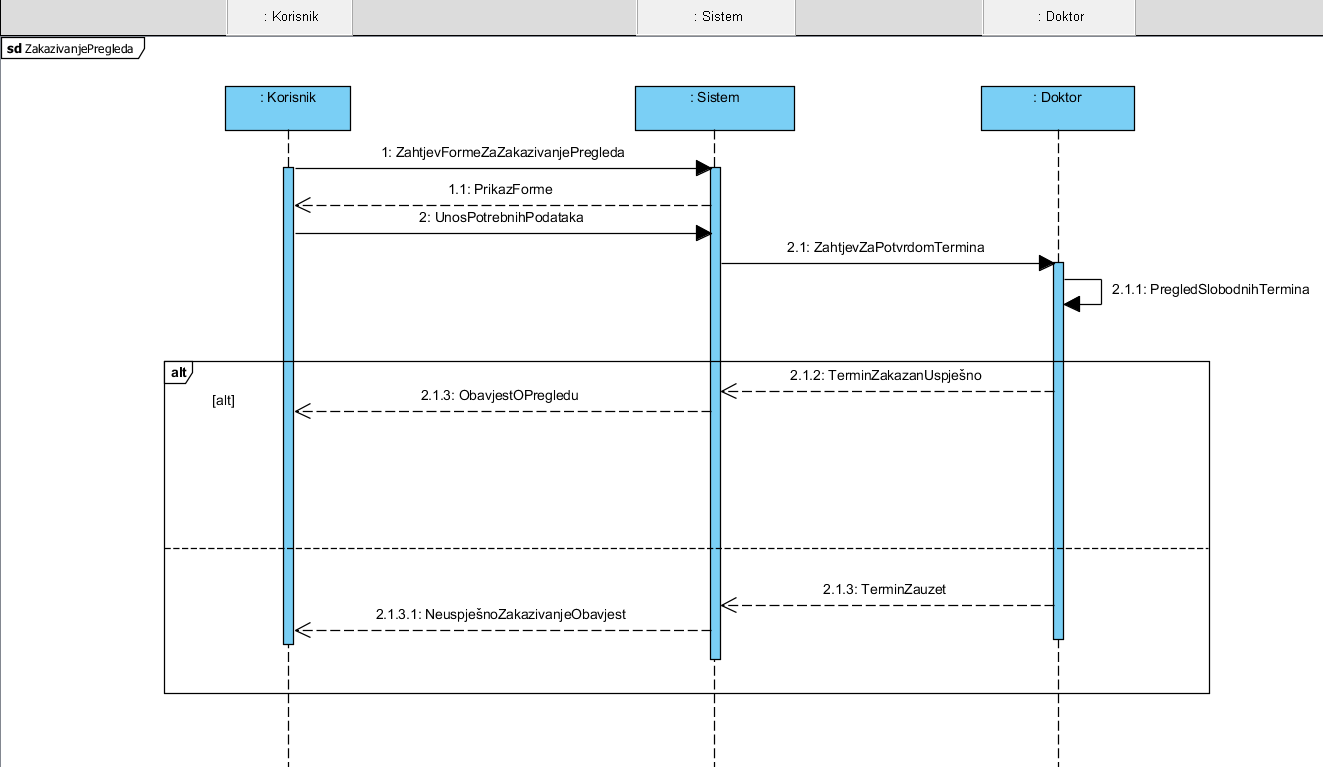 : Korisnik
: Sistem
: Doktor
sd ZakazivanjePregleda
: Korisnik
: Sistem
: Doktor
1: ZahtjevFormeZaZakazivanjePregleda
1.1: PrikazForme
2: UnosPotrebnihPodataka
2.1: ZahtjevZaPotvrdomTermina
2.1.1: PregledSlobodnihTermina
alt
2.1.2: TerminZakazanUspješno
[alt]
2.1.3: ObavjestOPregledu
2.1.3: TerminZauzet
2.1.3.1: NeuspješnoZakazivanjeObavjest